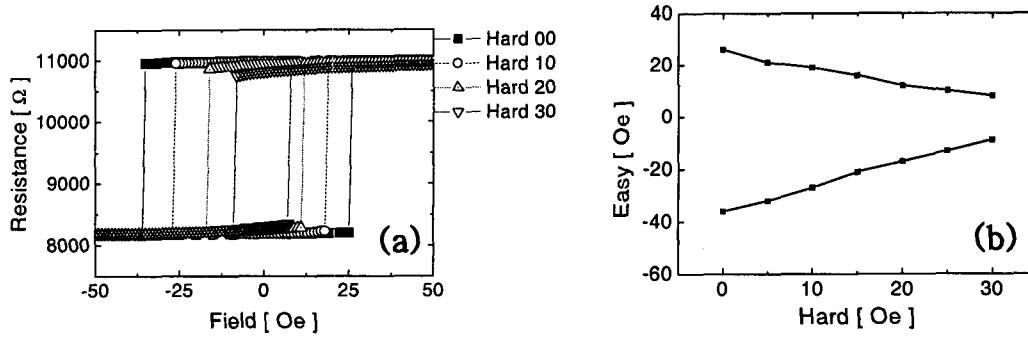 Resistance [ Ω ]
11000
10000
9000
8000
-50
-25
0
25
50
Field [ Oe ]
(a)
Hard 00
Hard 10
Hard 20
Hard 30
Easy [ Oe ]
40
20
0
-20
-40
-60
0
10
20
30
Hard [ Oe ]
(b)